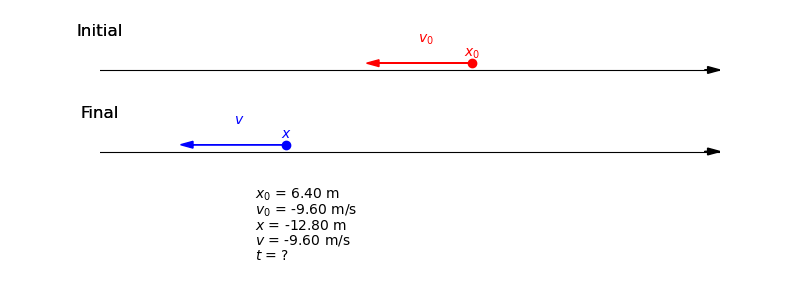 Initial
v₀
x₀
Final
v
x
x₀ = 6.40 m
v₀ = -9.60 m/s
x = -12.80 m
v = -9.60 m/s
t = ?